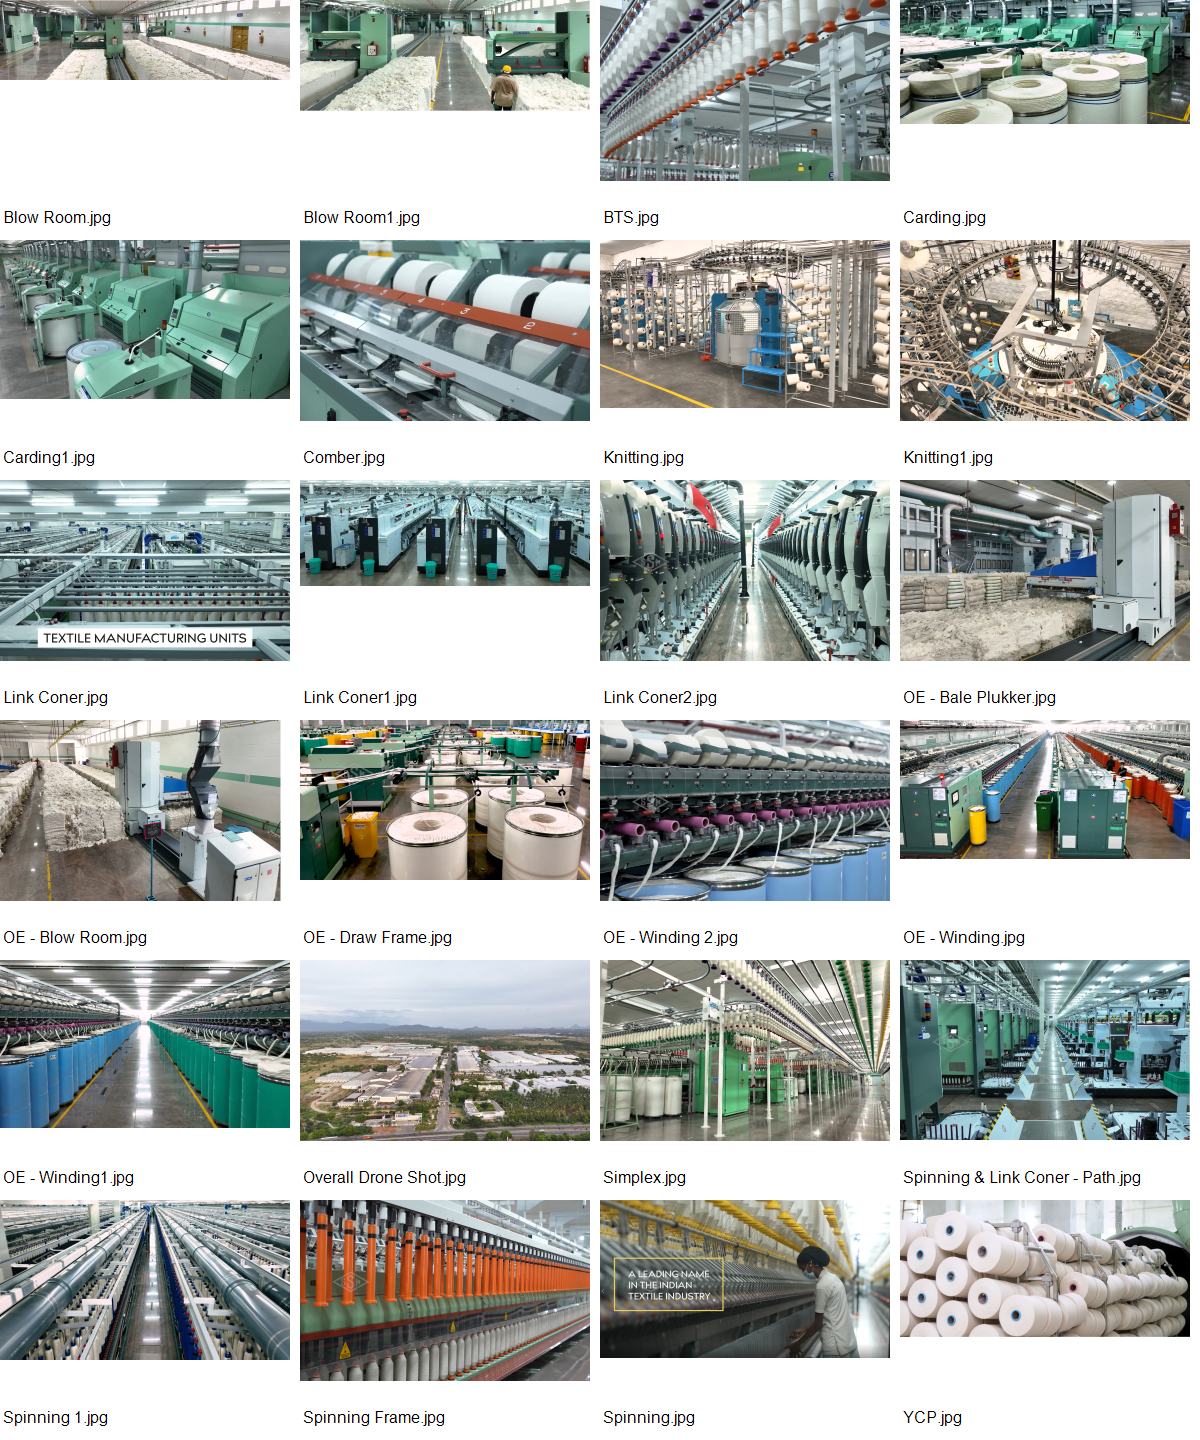 Blow Room.jpg
Blow Room1.jpg
BTS.jpg
Carding.jpg
4
3
2
Carding1.jpg
Comber.jpg
Knitting.jpg
Knitting1.jpg
TEXTILE MANUFACTURING UNITS
Link Coner.jpg
Link Coner1.jpg
Link Coner2.jpg
OE - Bale Plukker.jpg
OE - Blow Room.jpg
OE - Draw Frame.jpg
OE - Winding 2.jpg
OE - Winding.jpg
OE - Winding1.jpg
Overall Drone Shot.jpg
Simplex.jpg
Spinning & Link Coner - Path.jpg
A LEADING NAME
IN THE INDIAN
TEXTILE INDUSTRY
Spinning 1.jpg
Spinning Frame.jpg
Spinning.jpg
YCP.jpg